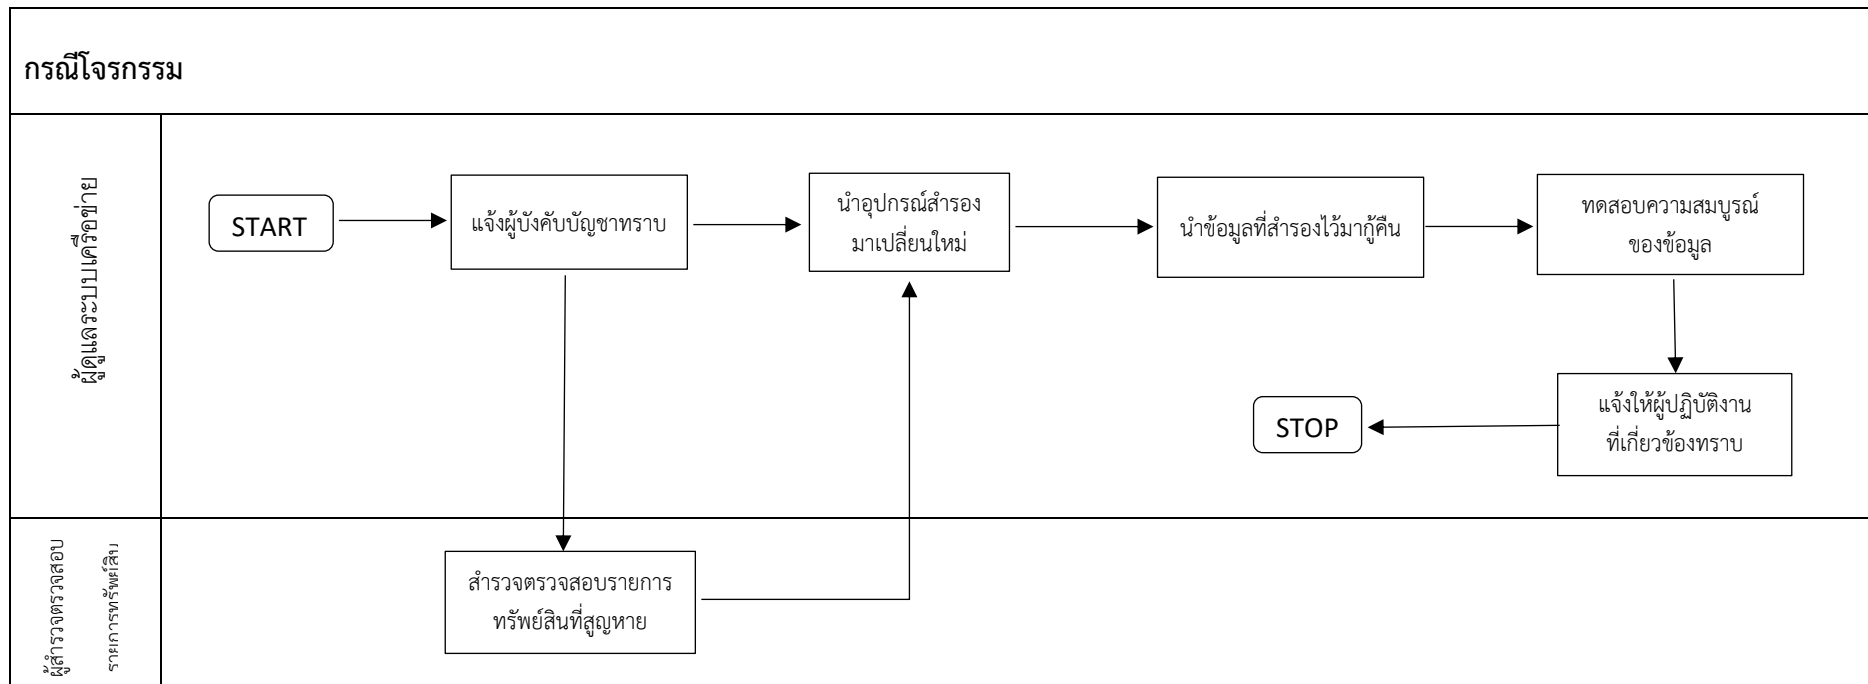 กรณีโจรกรรม
ผู้ดูแลระบบเครือข่าย
START
แจ้งผู้บังคับบัญชาทราบ
นำอุปกรณ์สำรอง
มาเปลี่ยนใหม่
นำข้อมูลที่สำรองไว้มากู้คืน
ทดสอบความสมบูรณ์
ของข้อมูล
แจ้งให้ผู้ปฏิบัติงาน
ที่เกี่ยวข้องทราบ
STOP
ผู้สำรวจตรวจสอบ
รายการทรัพย์สิน
สำรวจตรวจสอบรายการ
ทรัพย์สินที่สูญหาย